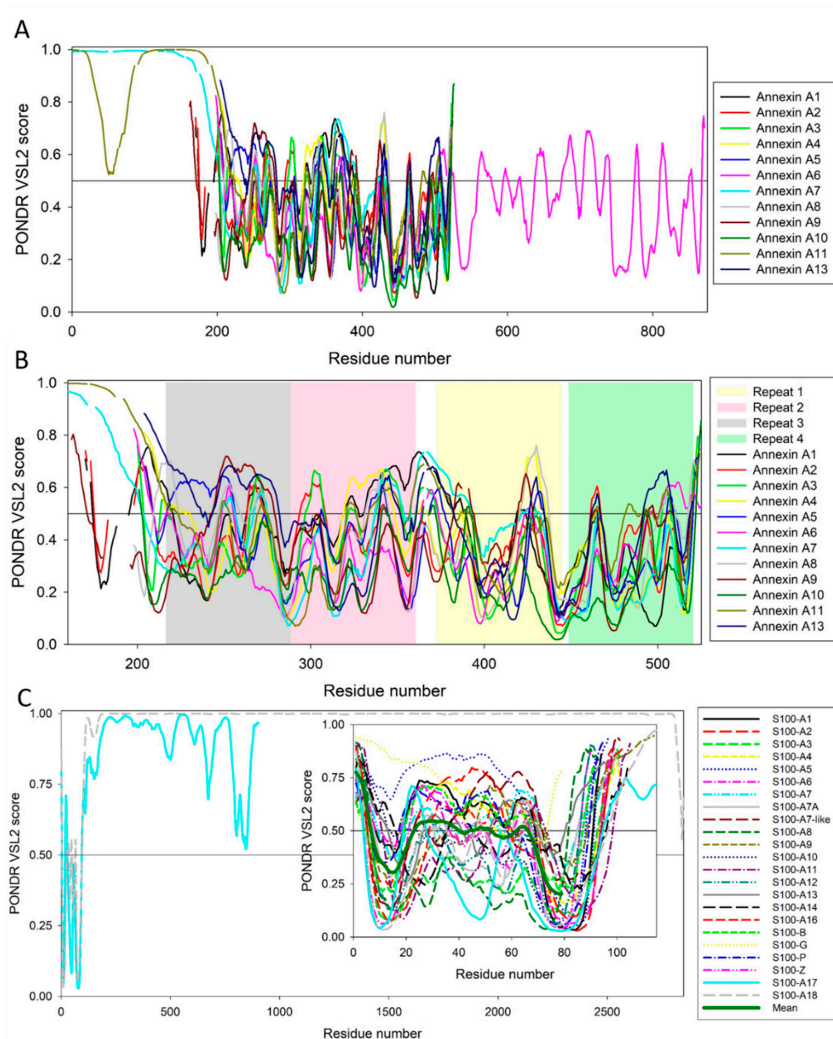 A
PONDR VSL2 score
1.0
0.8
0.6
0.4
0.2
0.0
0
200
400
600
800
Residue number
Annexin A1
Annexin A2
Annexin A3
Annexin A4
Annexin A5
Annexin A6
Annexin A7
Annexin A8
Annexin A9
Annexin A10
Annexin A11
Annexin A13
B
PONDR VSL2 score
1.0
0.8
0.6
0.4
0.2
0.0
200
300
400
500
Residue number
Repeat 1
Repeat 2
Repeat 3
Repeat 4
Annexin A1
Annexin A2
Annexin A3
Annexin A4
Annexin A5
Annexin A6
Annexin A7
Annexin A8
Annexin A9
Annexin A10
Annexin A11
Annexin A13
C
PONDR VSL2 score
1.00
0.75
0.50
0.25
0.00
0
500
1000
1500
2000
2500
Residue number
PONDR VSL2 score
1.00
0.75
0.50
0.25
0.00
0
20
40
60
80
100
Residue number
S100-A1
S100-A2
S100-A3
S100-A4
S100-A5
S100-A6
S100-A7
S100-A7A
S100-A7-like
S100-A8
S100-A9
S100-A10
S100-A11
S100-A12
S100-A13
S100-A14
S100-A16
S100-B
S100-G
S100-P
S100-Z
S100-A17
S100-A18
Mean